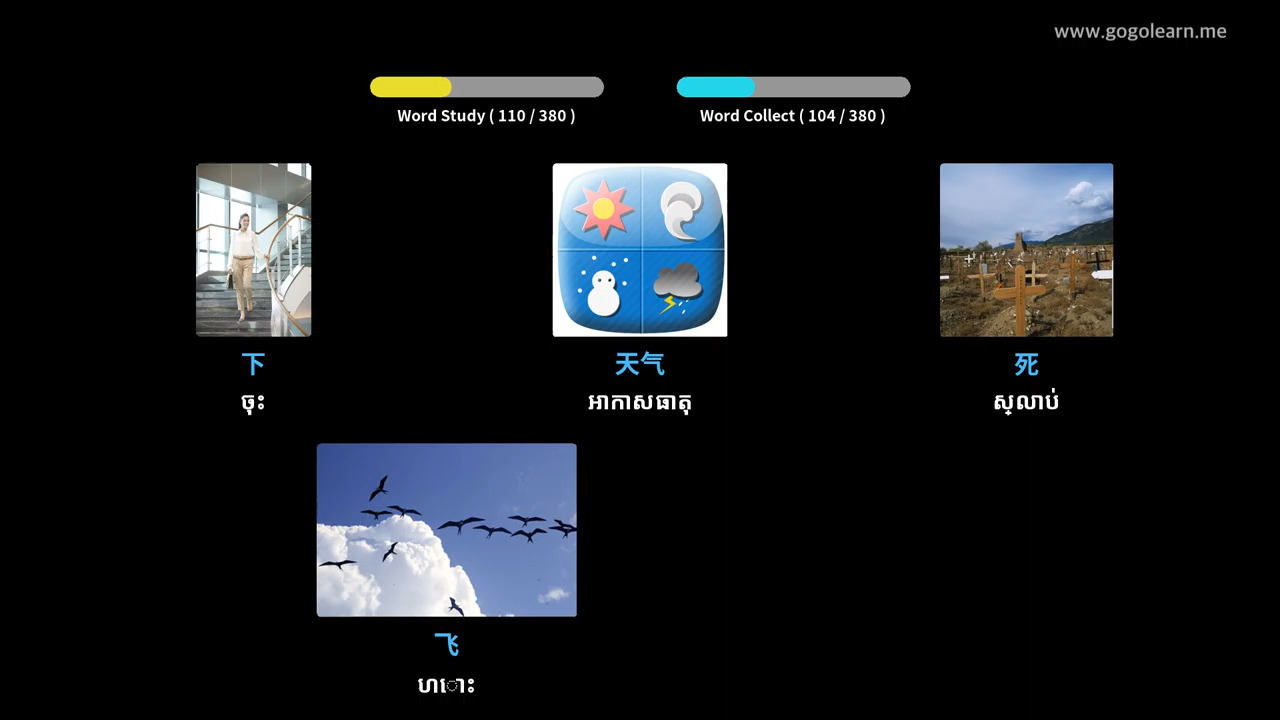 www.gogolearn.me
Word Study ( 110 / 380 )
Word Collect ( 104 / 380 )
下
天气
死
ចុះ
អាកាសធាតុ
ស្លាប់
飞
ហោះ